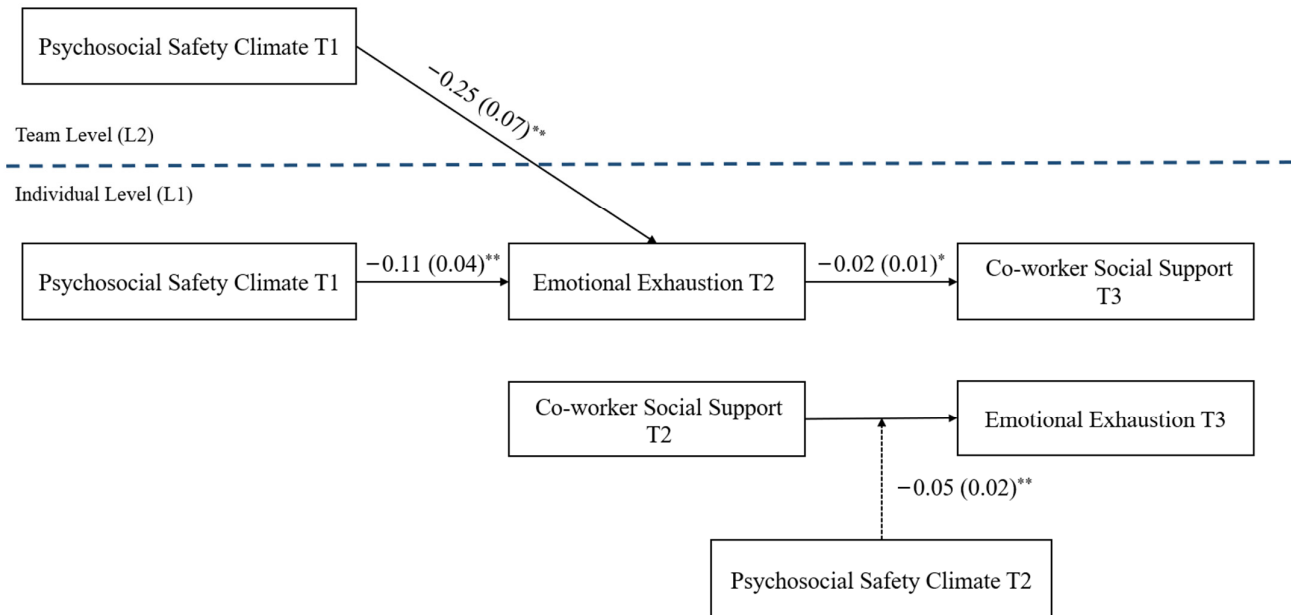 Psychosocial Safety Climate T1
−0.25 (0.07)**
Team Level (L2)
Individual Level (L1)
Psychosocial Safety Climate T1
−0.11 (0.04)**
Emotional Exhaustion T2
−0.02 (0.01)*
Co-worker Social Support
T3
Co-worker Social Support
T2
Emotional Exhaustion T3
−0.05 (0.02)**
Psychosocial Safety Climate T2